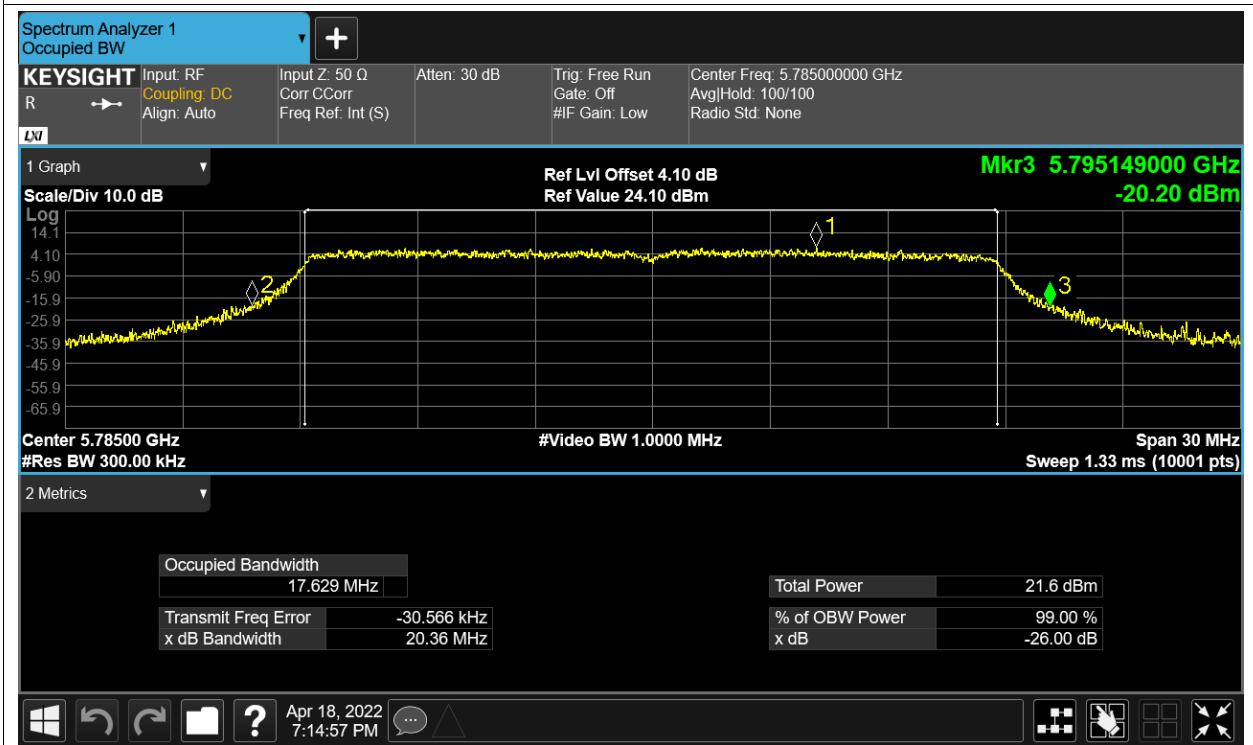 Spectrum Analyzer 1
Occupied BW
+
KEYSIGHT
R
LXI
Input: RF
Coupling: DC
Align: Auto
Input Z: 50 Ω
Corr CCorr
Freq Ref: Int (S)
Atten: 30 dB
Trig: Free Run
Gate: Off
#IF Gain: Low
Center Freq: 5.785000000 GHz
Avg|Hold: 100/100
Radio Std: None
1 Graph
Scale/Div 10.0 dB
Ref Lvl Offset 4.10 dB
Ref Value 24.10 dBm
Mkr3 5.795149000 GHz
-20.20 dBm
Log
14.1
4.10
-5.90
-15.9
-25.9
-35.9
-45.9
-55.9
-65.9
1
2
3
Center 5.78500 GHz
#Res BW 300.00 kHz
#Video BW 1.0000 MHz
Span 30 MHz
Sweep 1.33 ms (10001 pts)
2 Metrics
Occupied Bandwidth
17.629 MHz
Transmit Freq Error -30.566 kHz
x dB Bandwidth 20.36 MHz
Total Power 21.6 dBm
% of OBW Power 99.00 %
x dB -26.00 dB
?
Apr 18, 2022
7:14:57 PM